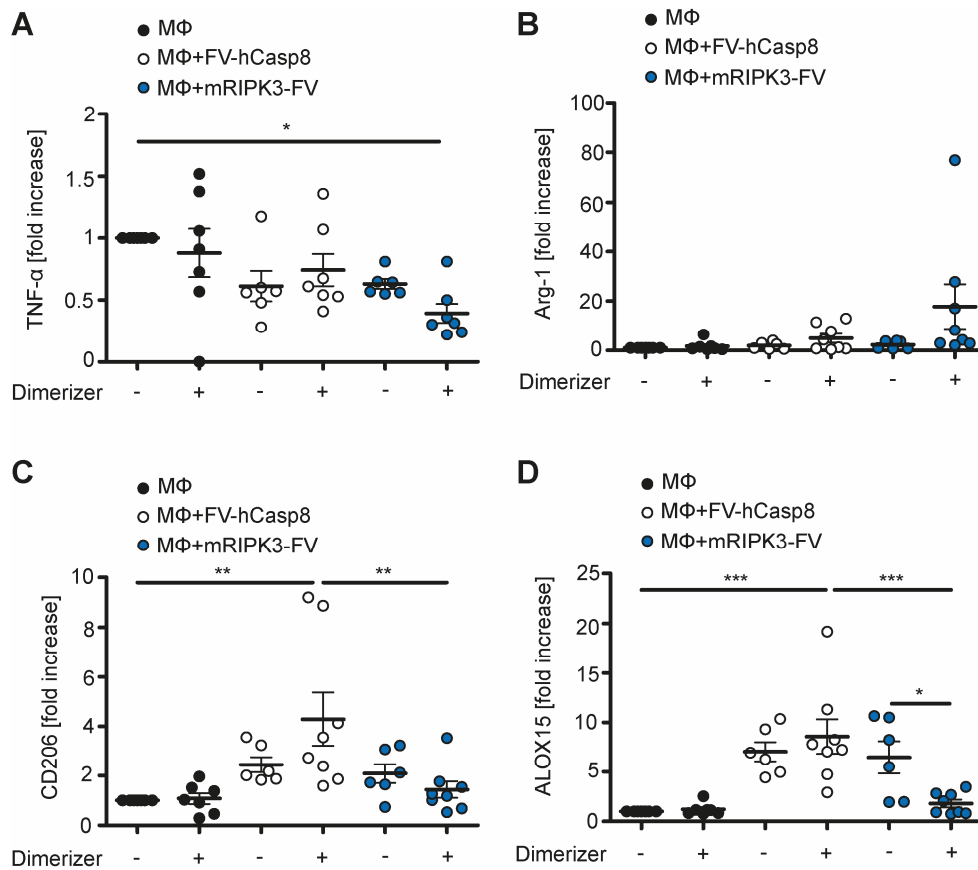 A
MΦ
MΦ+FV-hCasp8
MΦ+mRIPK3-FV
TNF-α [fold increase]
2
1.5
1
0.5
0
*
Dimerizer - + - + - +
B
MΦ
MΦ+FV-hCasp8
MΦ+mRIPK3-FV
Arg-1 [fold increase]
100
80
60
40
20
0
Dimerizer - + - + - +
C
MΦ
MΦ+FV-hCasp8
MΦ+mRIPK3-FV
CD206 [fold increase]
10
8
6
4
2
0
** **
Dimerizer - + - + - +
D
MΦ
MΦ+FV-hCasp8
MΦ+mRIPK3-FV
ALOX15 [fold increase]
25
20
15
10
5
0
*** ***
*
Dimerizer - + - + - +